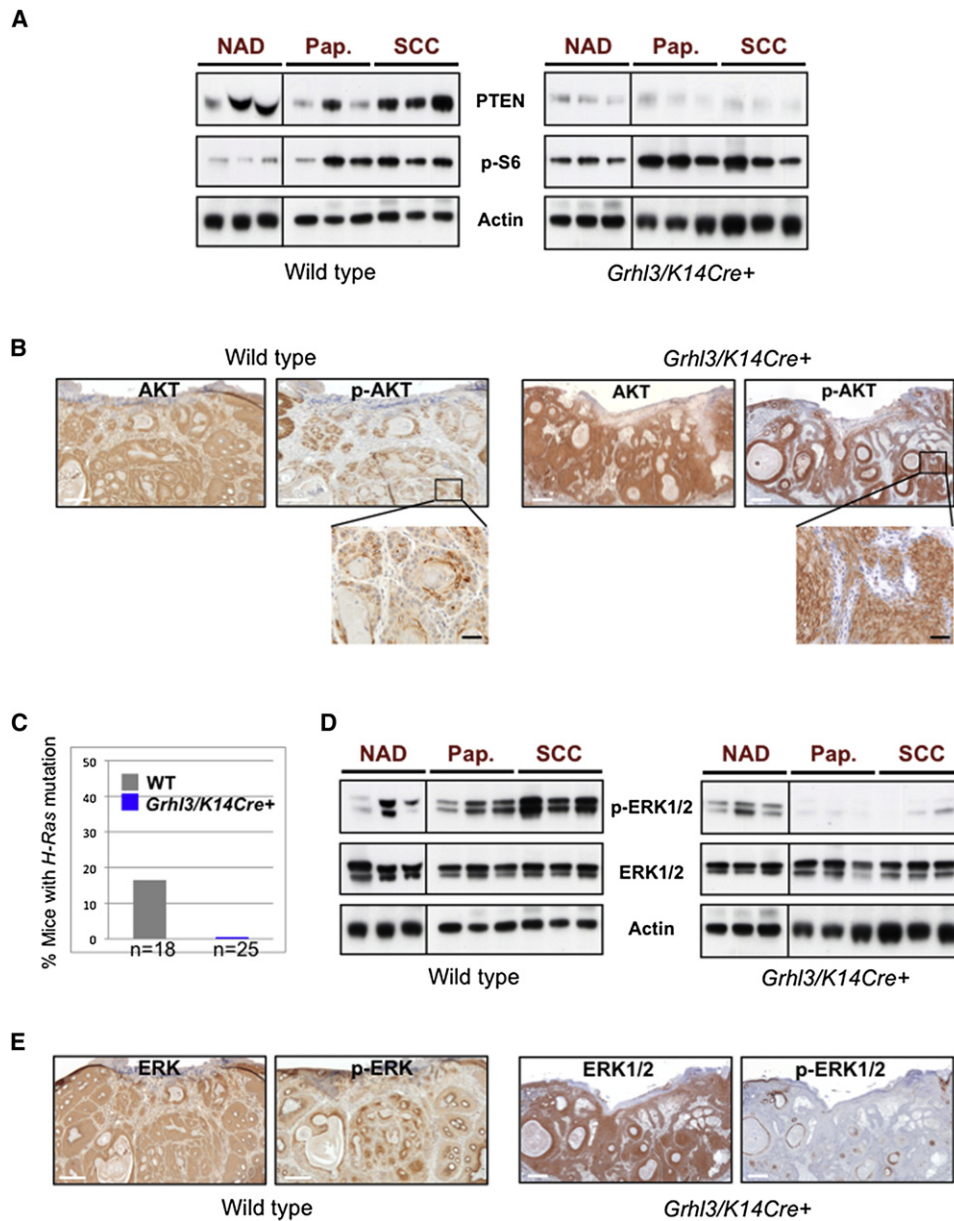 A
NAD Pap. SCC NAD Pap. SCC
PTEN
p-S6
Actin
Wild type Grhl3/K14Cre+
B
Wild type Grhl3/K14Cre+
AKT p-AKT AKT p-AKT
C
% Mice with H-Ras mutation
50
40
30
20
10
0
WT
Grhl3/K14Cre+
n=18 n=25
D
NAD Pap. SCC NAD Pap. SCC
p-ERK1/2
ERK1/2
Actin
Wild type Grhl3/K14Cre+
E
ERK p-ERK ERK1/2 p-ERK1/2
Wild type Grhl3/K14Cre+